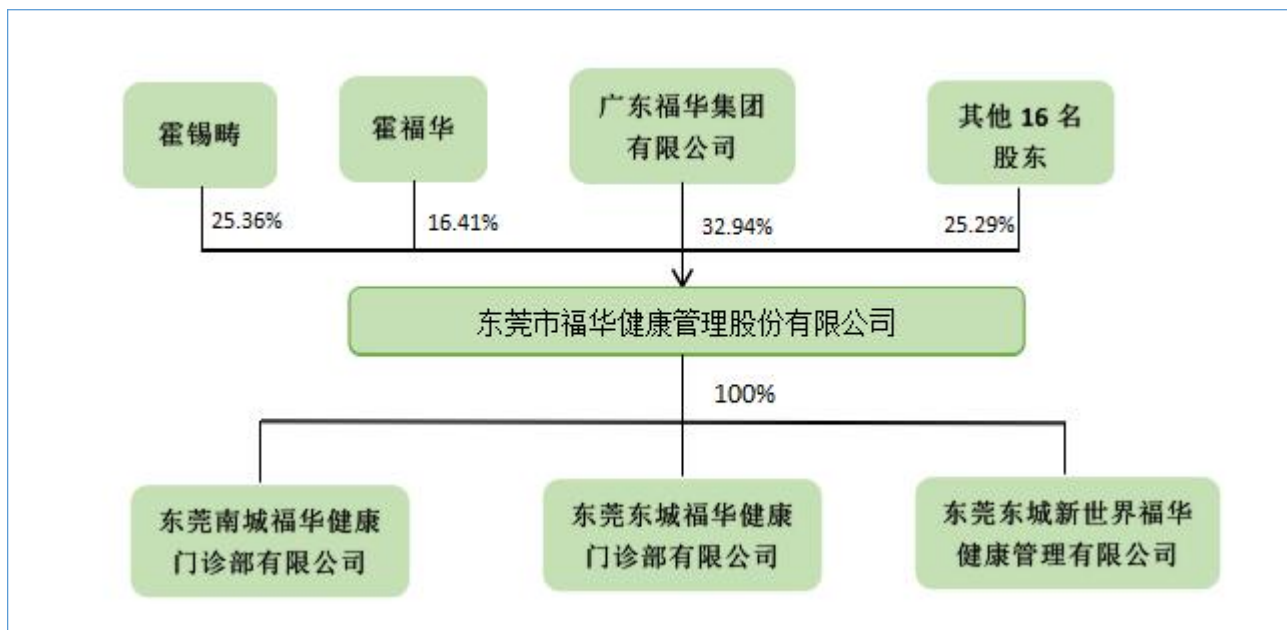 霍锡畴
霍福华
广东福华集团
有限公司
其他 16 名
股东
25.36%
16.41%
32.94%
25.29%
东莞市福华健康管理股份有限公司
100%
东莞南城福华健康
门诊部有限公司
东莞东城福华健康
门诊部有限公司
东莞东城新世界福华
健康管理有限公司